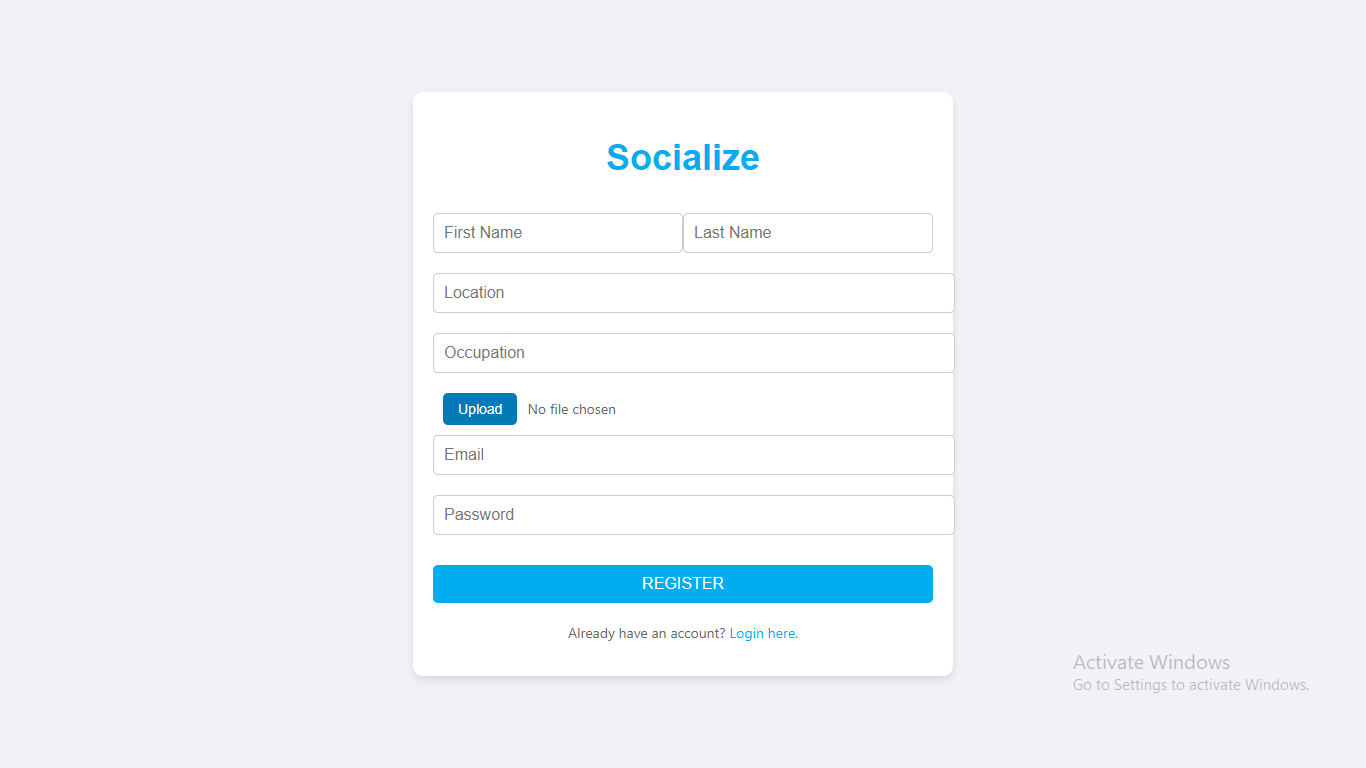 Socialize
First Name Last Name
Location
Occupation
Upload No file chosen
Email
Password
REGISTER
Already have an account? Login here.
Activate Windows
Go to Settings to activate Windows.